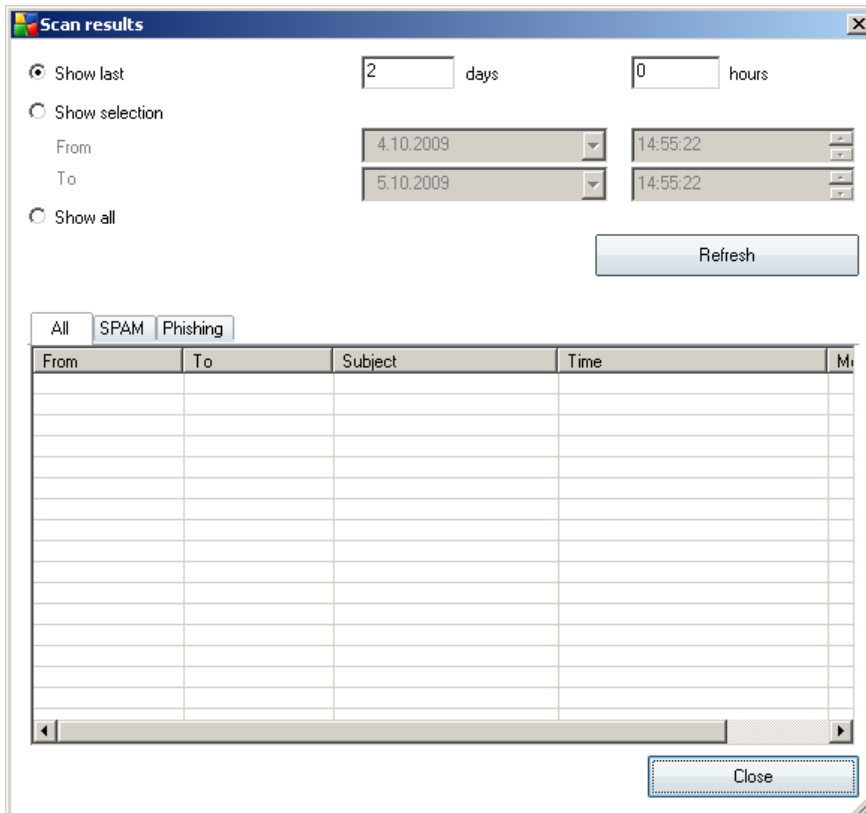 Scan results
Show last 2 days 0 hours
Show selection
From 4.10.2009 14:55:22
To 5.10.2009 14:55:22
Show all
Refresh
All SPAM Phishing
From To Subject Time
Close